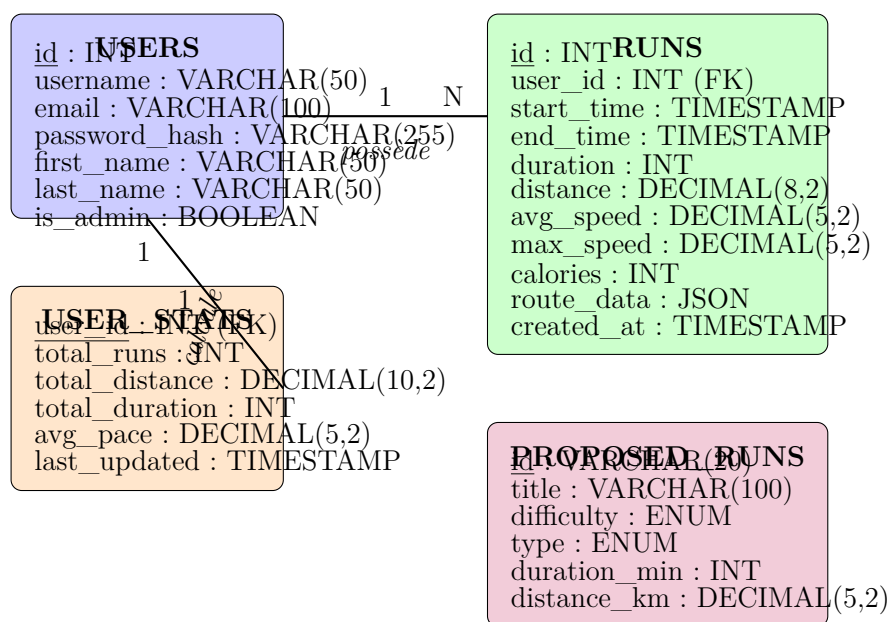 USERS
id : INT
username : VARCHAR(50)
email : VARCHAR(100)
password_hash : VARCHAR(255)
first_name : VARCHAR(50)
last_name : VARCHAR(50)
is_admin : BOOLEAN
1 N
possède
RUNS
id : INT
user_id : INT (FK)
start_time : TIMESTAMP
end_time : TIMESTAMP
duration : INT
distance : DECIMAL(8,2)
avg_speed : DECIMAL(5,2)
max_speed : DECIMAL(5,2)
calories : INT
route_data : JSON
created_at : TIMESTAMP
1
1
calcule
USER_STATS
user_id : INT (FK)
total_runs : INT
total_distance : DECIMAL(10,2)
total_duration : INT
avg_pace : DECIMAL(5,2)
last_updated : TIMESTAMP
PROPOSED_RUNS
id : VARCHAR(20)
title : VARCHAR(100)
difficulty : ENUM
type : ENUM
duration_min : INT
distance_km : DECIMAL(5,2)